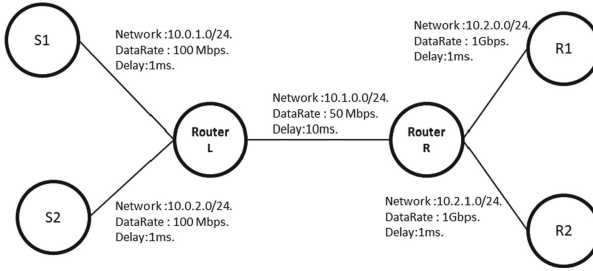 S1
Network :10.0.1.0/24.
DataRate : 100 Mbps.
Delay:1ms.
Network :10.2.0.0/24.
DataRate : 1Gbps.
Delay:1ms.
R1
Router
L
Network :10.1.0.0/24.
DataRate : 50 Mbps.
Delay:10ms.
Router
R
S2
Network :10.0.2.0/24.
DataRate : 100 Mbps.
Delay:1ms.
Network :10.2.1.0/24.
DataRate : 1Gbps.
Delay:1ms.
R2